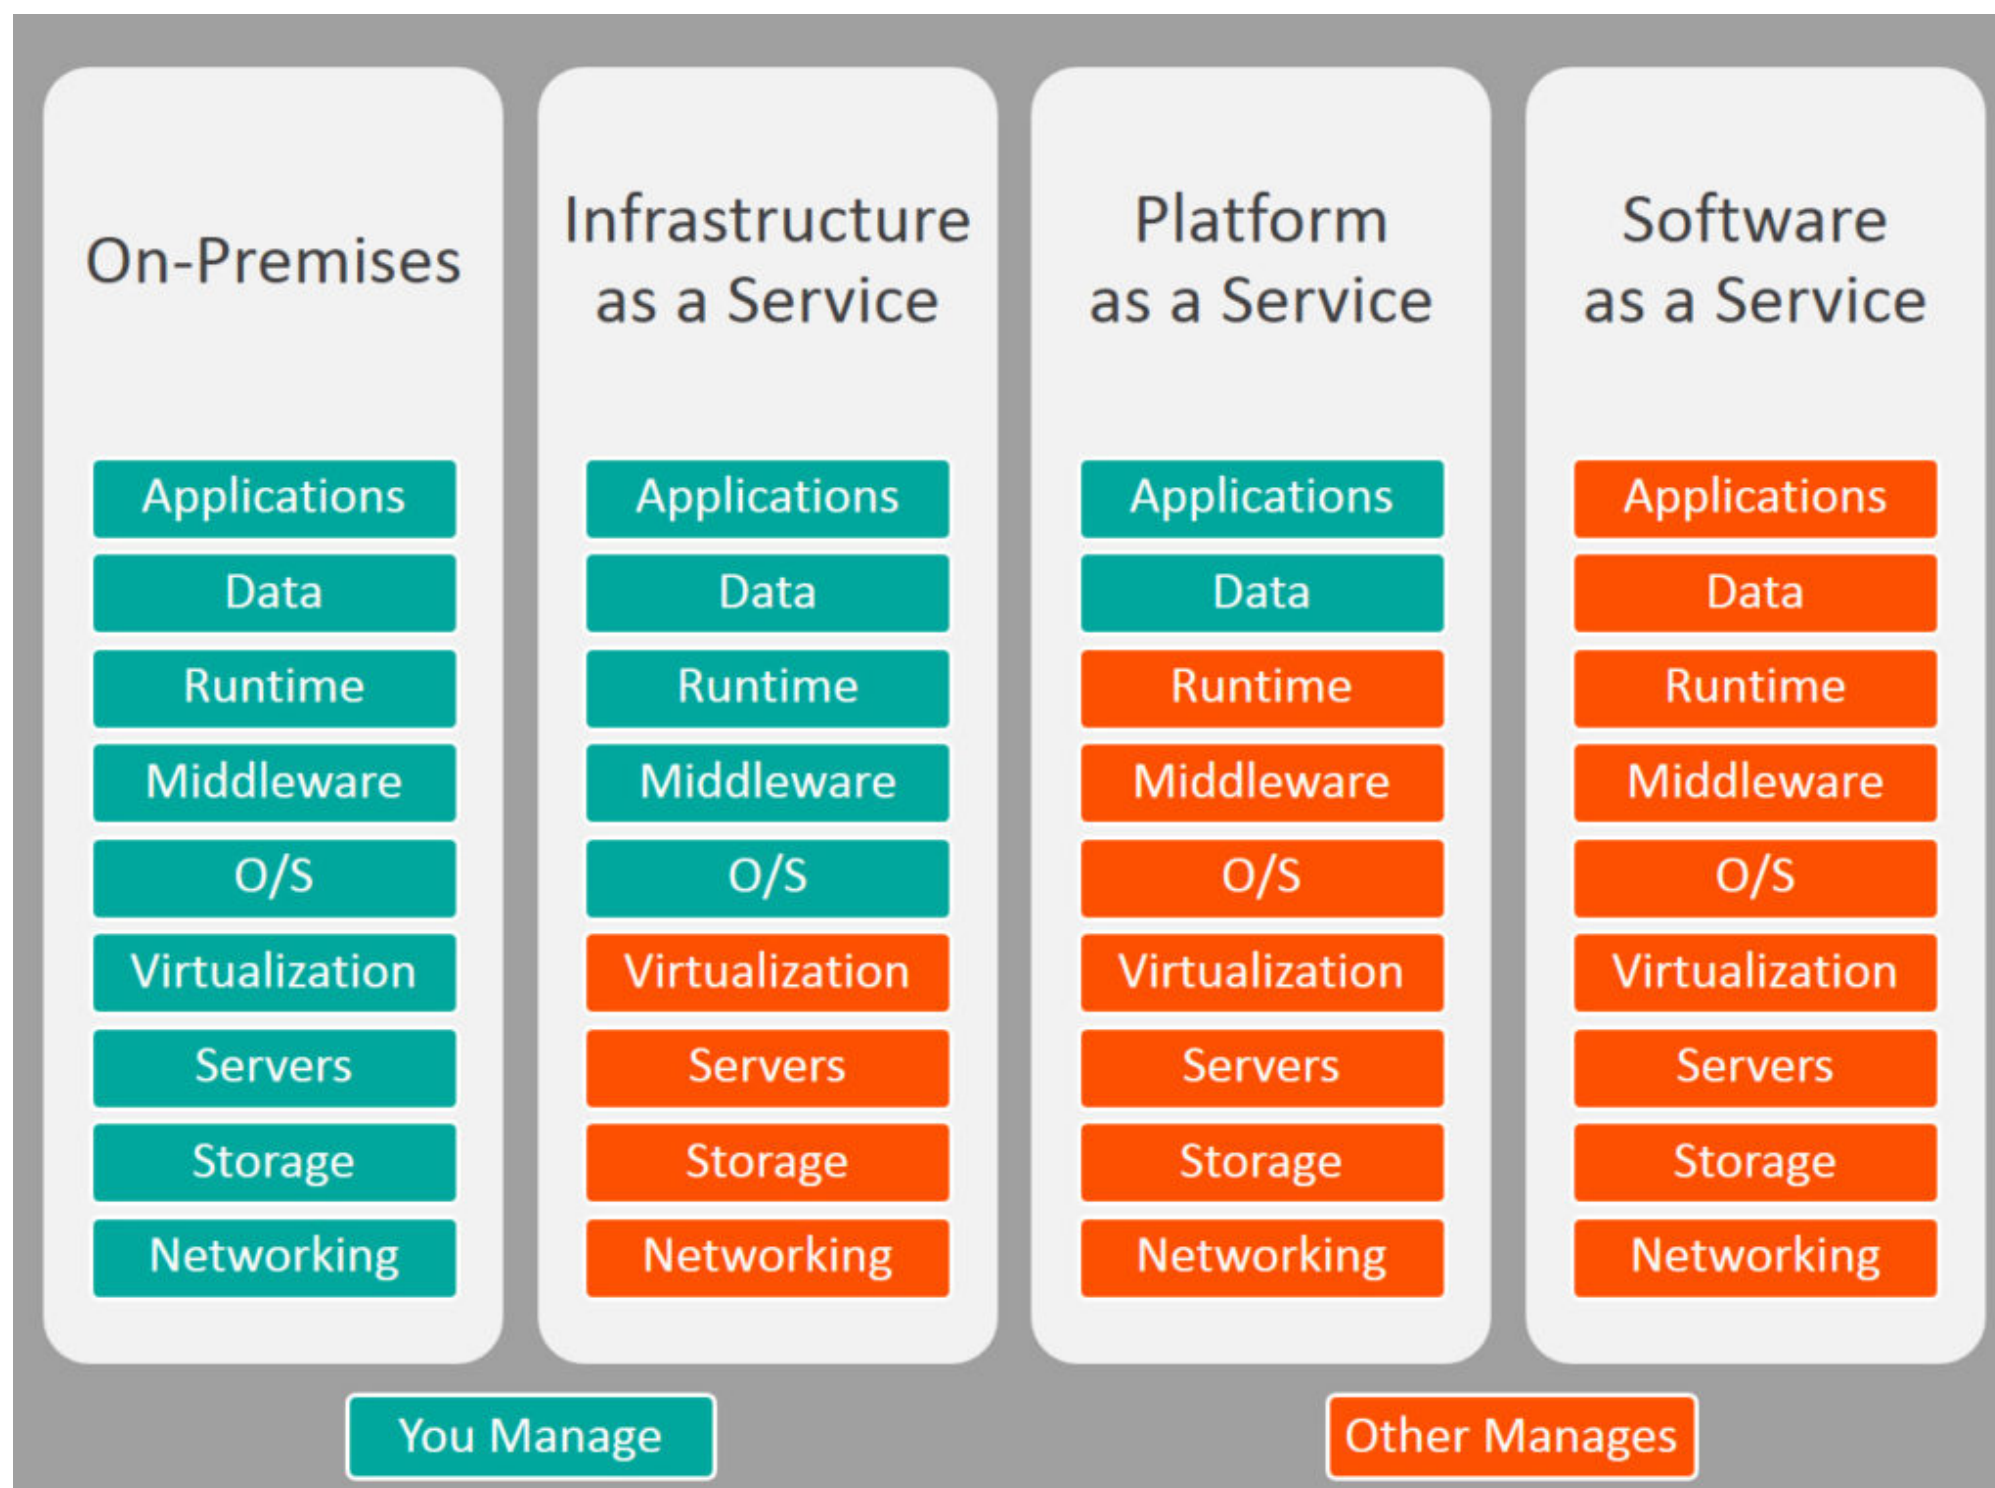 On-Premises
Applications
Data
Runtime
Middleware
O/S
Virtualization
Servers
Storage
Networking
Infrastructure
as a Service
Applications
Data
Runtime
Middleware
O/S
Virtualization
Servers
Storage
Networking
Platform
as a Service
Applications
Data
Runtime
Middleware
O/S
Virtualization
Servers
Storage
Networking
Software
as a Service
Applications
Data
Runtime
Middleware
O/S
Virtualization
Servers
Storage
Networking
You Manage
Other Manages